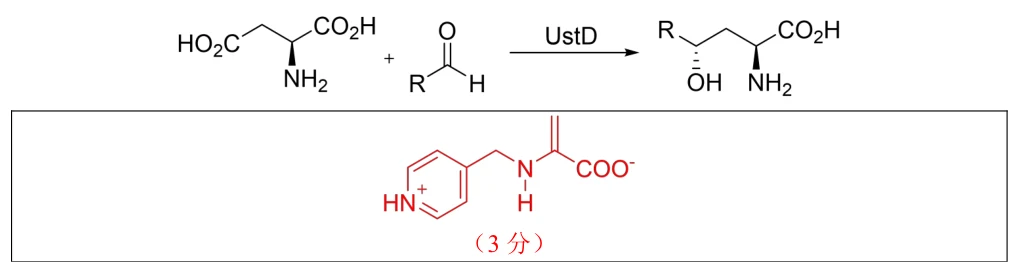 HO₂C CO₂H NH₂ + O R H UstD R OH CO₂H NH₂
HN⁺ N H COO⁻
（3 分）